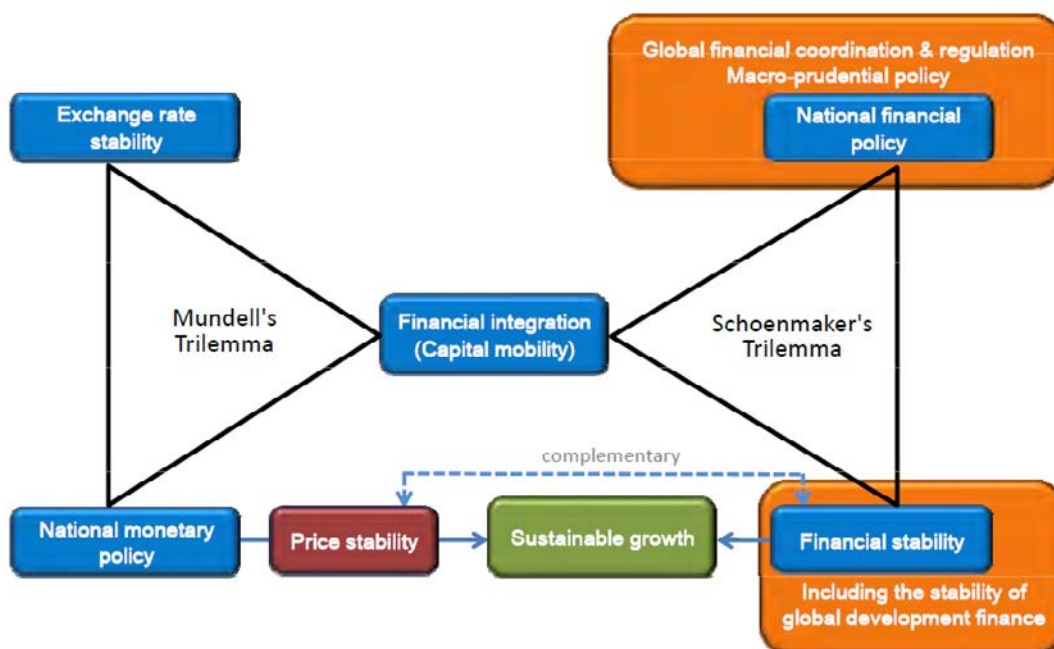 Global financial coordination & regulation
Macro-prudential policy
Exchange rate
stability
National financial
policy
Mundell's
Trilemma
Financial integration
(Capital mobility)
Schoenmaker's
Trilemma
complementary
National monetary
policy
Price stability
Sustainable growth
Financial stability
Including the stability of
global development finance